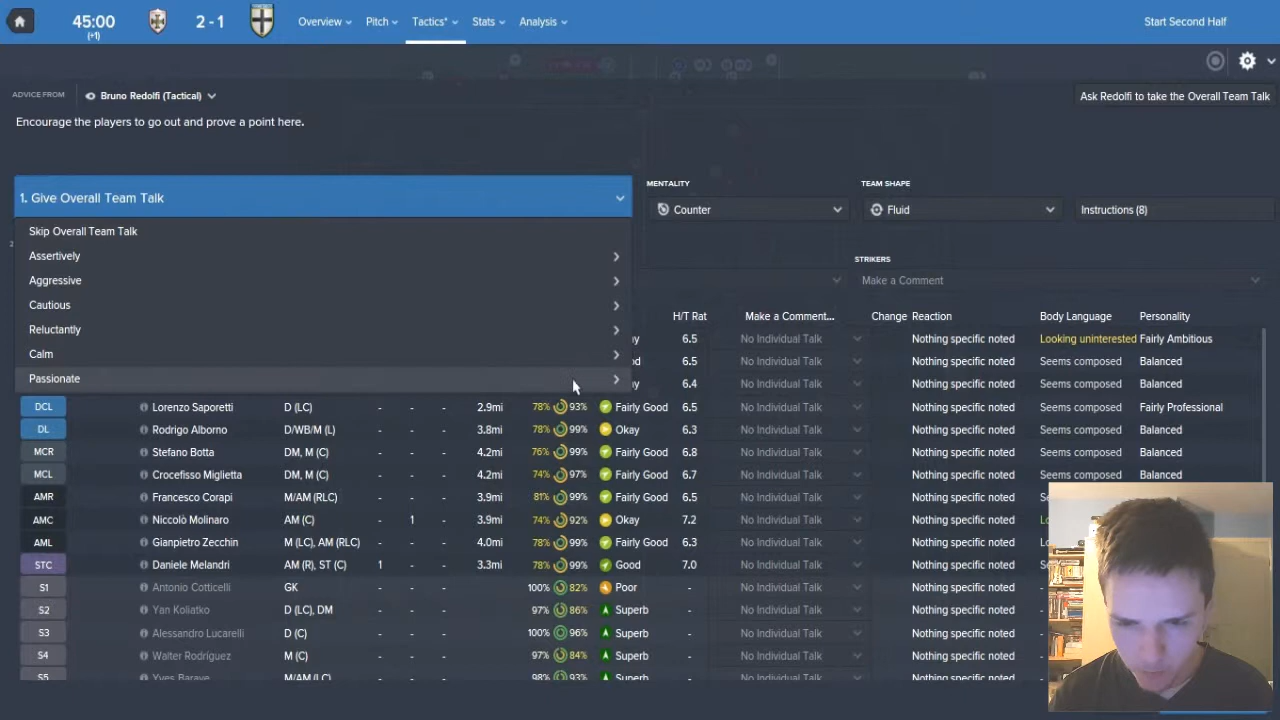 45:00 2 - 1 Overview Pitch Tactics* Stats Analysis Start Second Half
(+1)
ADVICE FROM Bruno Redolfi (Tactical) Ask Redolfi to take the Overall Team Talk
Encourage the players to go out and prove a point here.
MENTALITY TEAM SHAPE
1. Give Overall Team Talk Counter Fluid Instructions (8)
Skip Overall Team Talk
Assertively STRIKERS
Aggressive Make a Comment
Cautious H/T Rat Make a Comment... Change Reaction Body Language Personality
Reluctantly 6.5 No Individual Talk Nothing specific noted Looking uninterested Fairly Ambitious
Calm 6.5 No Individual Talk Nothing specific noted Seems composed Balanced
Passionate 6.4 No Individual Talk Nothing specific noted Seems composed Balanced
DCL Lorenzo Saporetti D (LC) - - - 2.9mi 78% 93% Fairly Good 6.5 No Individual Talk Nothing specific noted Seems composed Fairly Professional
DL Rodrigo Alborno D/WB/M (L) - - - 3.8mi 78% 99% Okay 6.3 No Individual Talk Nothing specific noted Seems composed Balanced
MCR Stefano Botta DM, M (C) - - - 4.2mi 76% 99% Fairly Good 6.8 No Individual Talk Nothing specific noted Seems composed Balanced
MCL Crocefisso Miglietta DM, M (C) - - - 4.2mi 74% 97% Fairly Good 6.7 No Individual Talk Nothing specific noted Seems composed Balanced
AMR Francesco Corapi M/AM (RLC) - - - 3.9mi 81% 99% Fairly Good 6.5 No Individual Talk Nothing specific noted
AMC Niccolò Molinaro AM (C) - 1 - 3.9mi 74% 92% Okay 7.2 No Individual Talk Nothing specific noted
AML Gianpietro Zecchin M (LC), AM (RLC) - - - 4.0mi 78% 99% Fairly Good 6.3 No Individual Talk Nothing specific noted
STC Daniele Melandri AM (R), ST (C) 1 - - 3.3mi 78% 99% Good 7.0 No Individual Talk Nothing specific noted
S1 Antonio Cotticelli GK 100% 82% Poor - No Individual Talk Nothing specific noted -
S2 Yan Koliatko D (LC), DM 97% 86% Superb - No Individual Talk Nothing specific noted -
S3 Alessandro Lucarelli D (C) 100% 96% Superb - No Individual Talk Nothing specific noted -
S4 Walter Rodríguez M (C) 97% 84% Superb - No Individual Talk Nothing specific noted -
S5 Yves Baraye M/AM (LC) 98% 93% Superb - No Individual Talk Nothing specific noted -